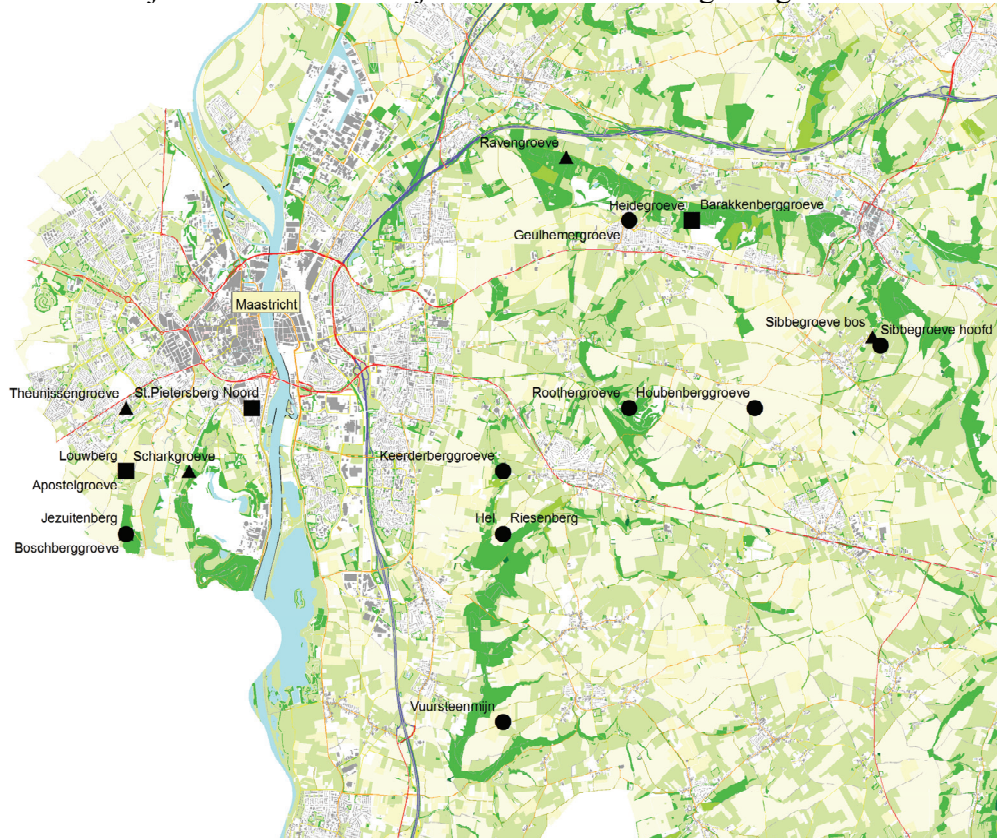 Ravengroeve
Heidegroeve
Barakkenberggroeve
Geulhemergroeve
Maastricht
Sibbegroeve bos
Sibbegroeve hoofd
Theunissengroeve
St.Pietersberg Noord
Roothergroeve
Houbenberggroeve
Louwberg
Scharkgroeve
Keerderberggroeve
Apostelgroeve
Jezuitenberg
Hel
Riesenberg
Boschberggroeve
Vuursteenmijn